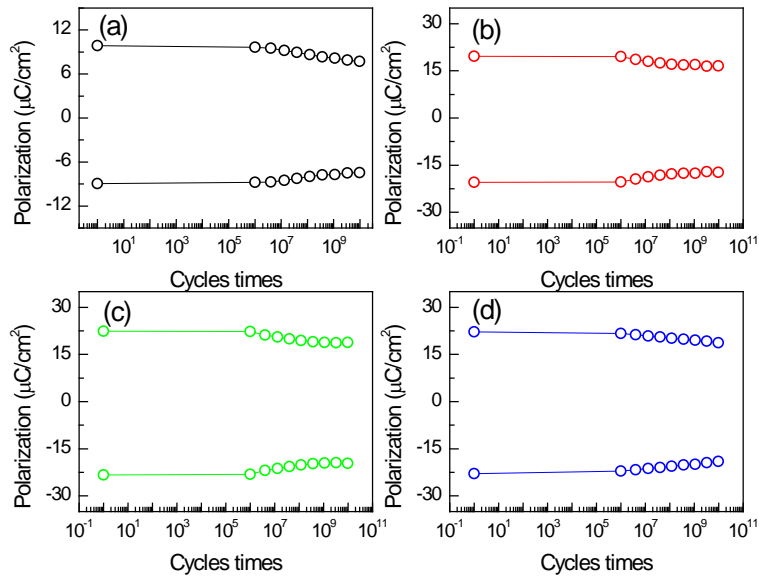 (a)
Polarization (μC/cm²)
12
6
0
-6
-12
10¹ 10³ 10⁵ 10⁷ 10⁹
Cycles times
(b)
Polarization (μC/cm²)
30
15
0
-15
-30
10⁻¹ 10¹ 10³ 10⁵ 10⁷ 10⁹ 10¹¹
Cycles times
(c)
Polarization (μC/cm²)
30
15
0
-15
-30
10⁻¹ 10¹ 10³ 10⁵ 10⁷ 10⁹ 10¹¹
Cycles times
(d)
Polarization (μC/cm²)
30
15
0
-15
-30
10⁻¹ 10¹ 10³ 10⁵ 10⁷ 10⁹ 10¹¹
Cycles times